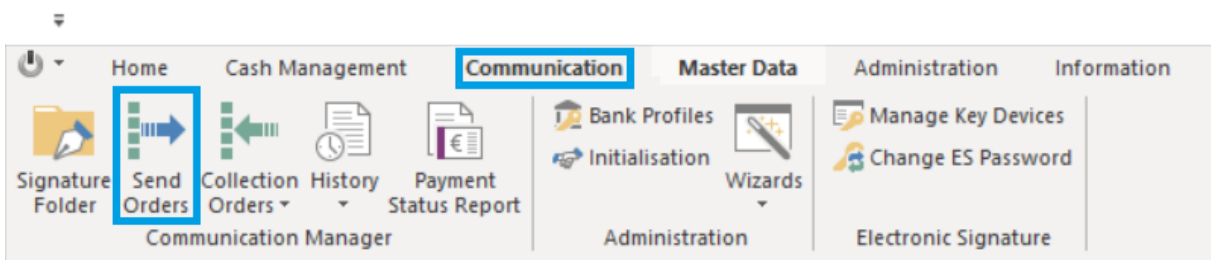 Home Cash Management Communication Master Data Administration Information
Bank Profiles Manage Key Devices
Initialisation Change ES Password
Signature Send Collection History Payment Wizards
Folder Orders Orders Status Report
Communication Manager Administration Electronic Signature